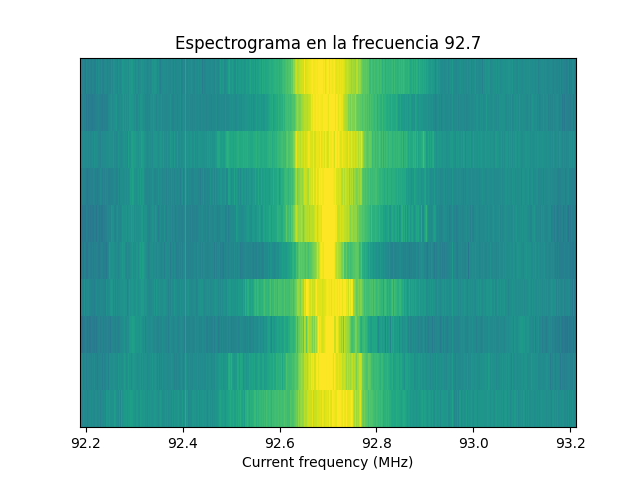 Espectrograma en la frecuencia 92.7
92.2 92.4 92.6 92.8 93.0 93.2
Current frequency (MHz)